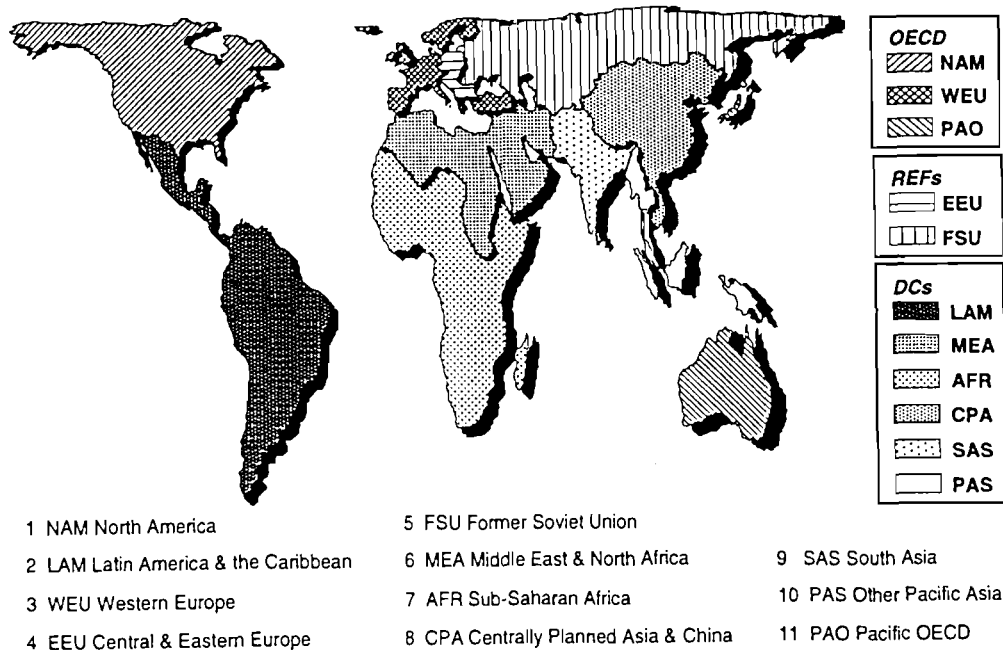 OECD
NAM
WEU
PAO
REFs
EEU
FSU
DCs
LAM
MEA
AFR
CPA
SAS
PAS
1 NAM North America
2 LAM Latin America & the Caribbean
3 WEU Western Europe
4 EEU Central & Eastern Europe
5 FSU Former Soviet Union
6 MEA Middle East & North Africa
7 AFR Sub-Saharan Africa
8 CPA Centrally Planned Asia & China
9 SAS South Asia
10 PAS Other Pacific Asia
11 PAO Pacific OECD